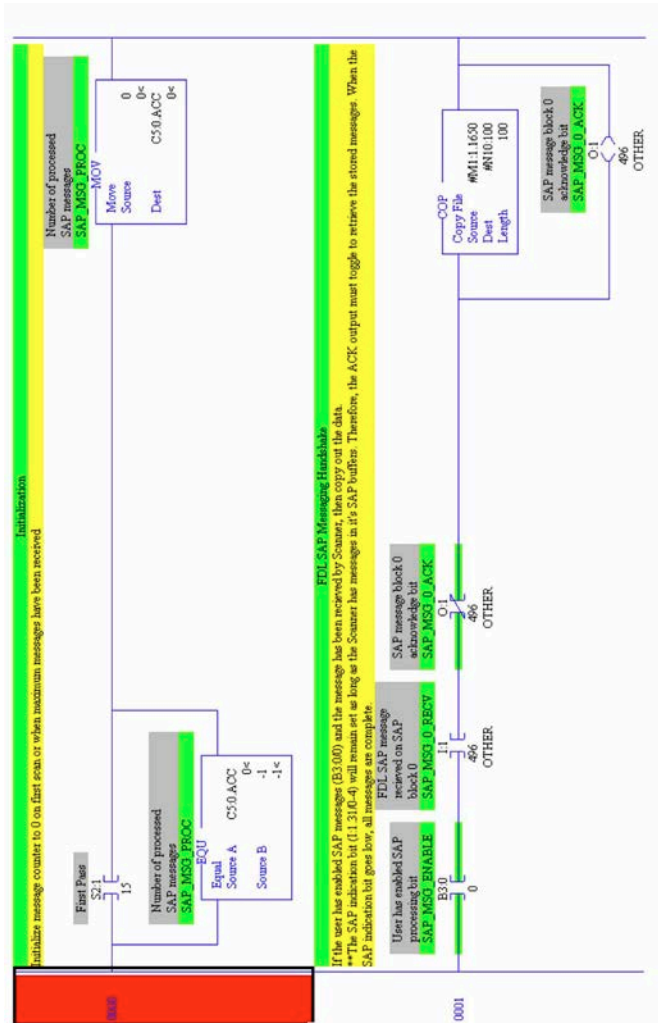 Initialization
Initialize message counter to 0 on first scan or when maximum messages have been received
0000
First Pass
S2:1
15
Number of processed
SAP messages
SAP_MSG_PROC
EQU
Equal
Source A C5:0.ACC
0<
Source B -1
-1<
Number of processed
SAP messages
SAP_MSG_PROC
MOV
Move
Source 0
0<
Dest C5:0.ACC
0<
FDL SAP Messaging Handshake
If the user has enabled SAP messages (B3:0/0) and the message has been recieved by Scanner, then copy out the data.
**The SAP indication bit (I:1.31/0-4) will remain set as long as the Scanner has messages in it's SAP buffers. Therefore, the ACK output must toggle to retrieve the stored messages. When the
SAP indication bit goes low, all messages are complete.
0001
User has enabled SAP
processing bit
SAP_MSG_ENABLE
B3:0
0
FDL SAP message
recieved on SAP
block 0
SAP_MSG_0_RECV
I:1
496
OTHER
SAP message block 0
acknowledge bit
SAP_MSG_0_ACK
O:1
496
OTHER
COP
Copy File
Source #M1:1.1650
Dest #N10:100
Length 100
SAP message block 0
acknowledge bit
SAP_MSG_0_ACK
O:1
496
OTHER